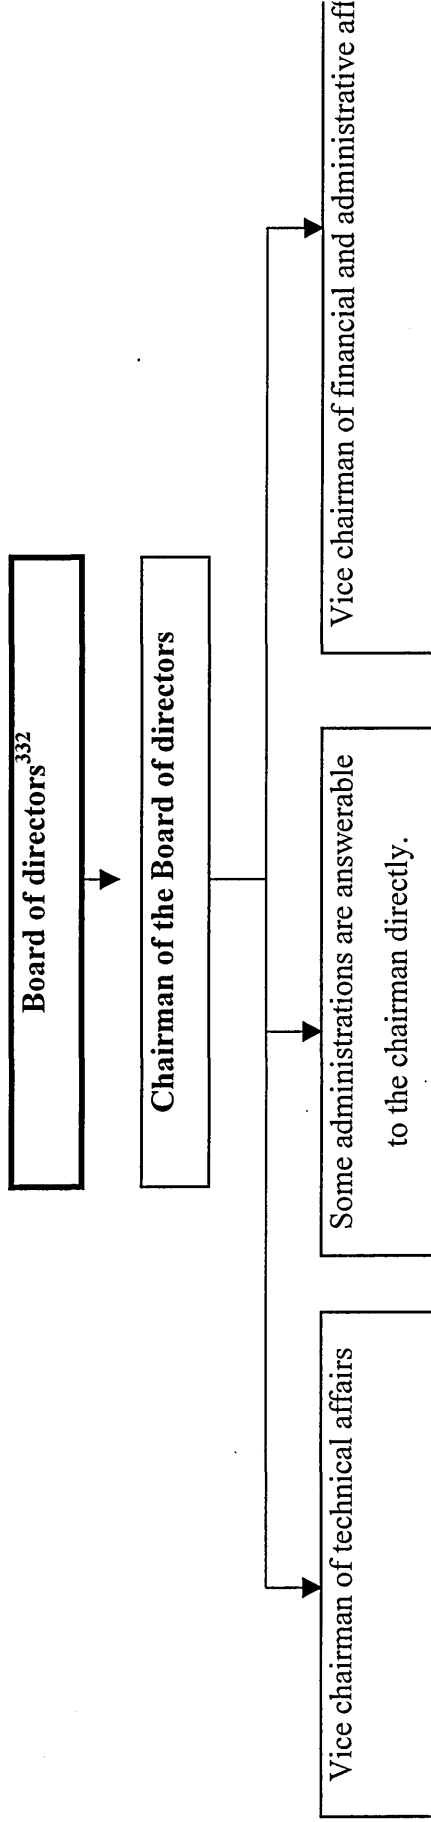 Board of directors332
Chairman of the Board of directors
Vice chairman of technical affairs
Some administrations are answerable
to the chairman directly.
Vice chairman of financial and administrative aff